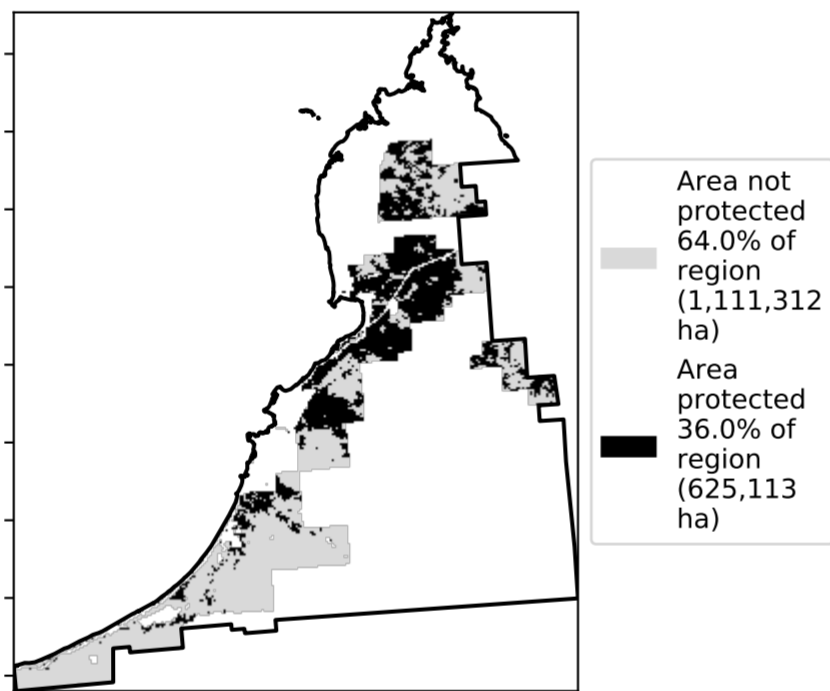 Area not
protected
64.0% of
region
(1,111,312
ha)
Area
protected
36.0% of
region
(625,113
ha)